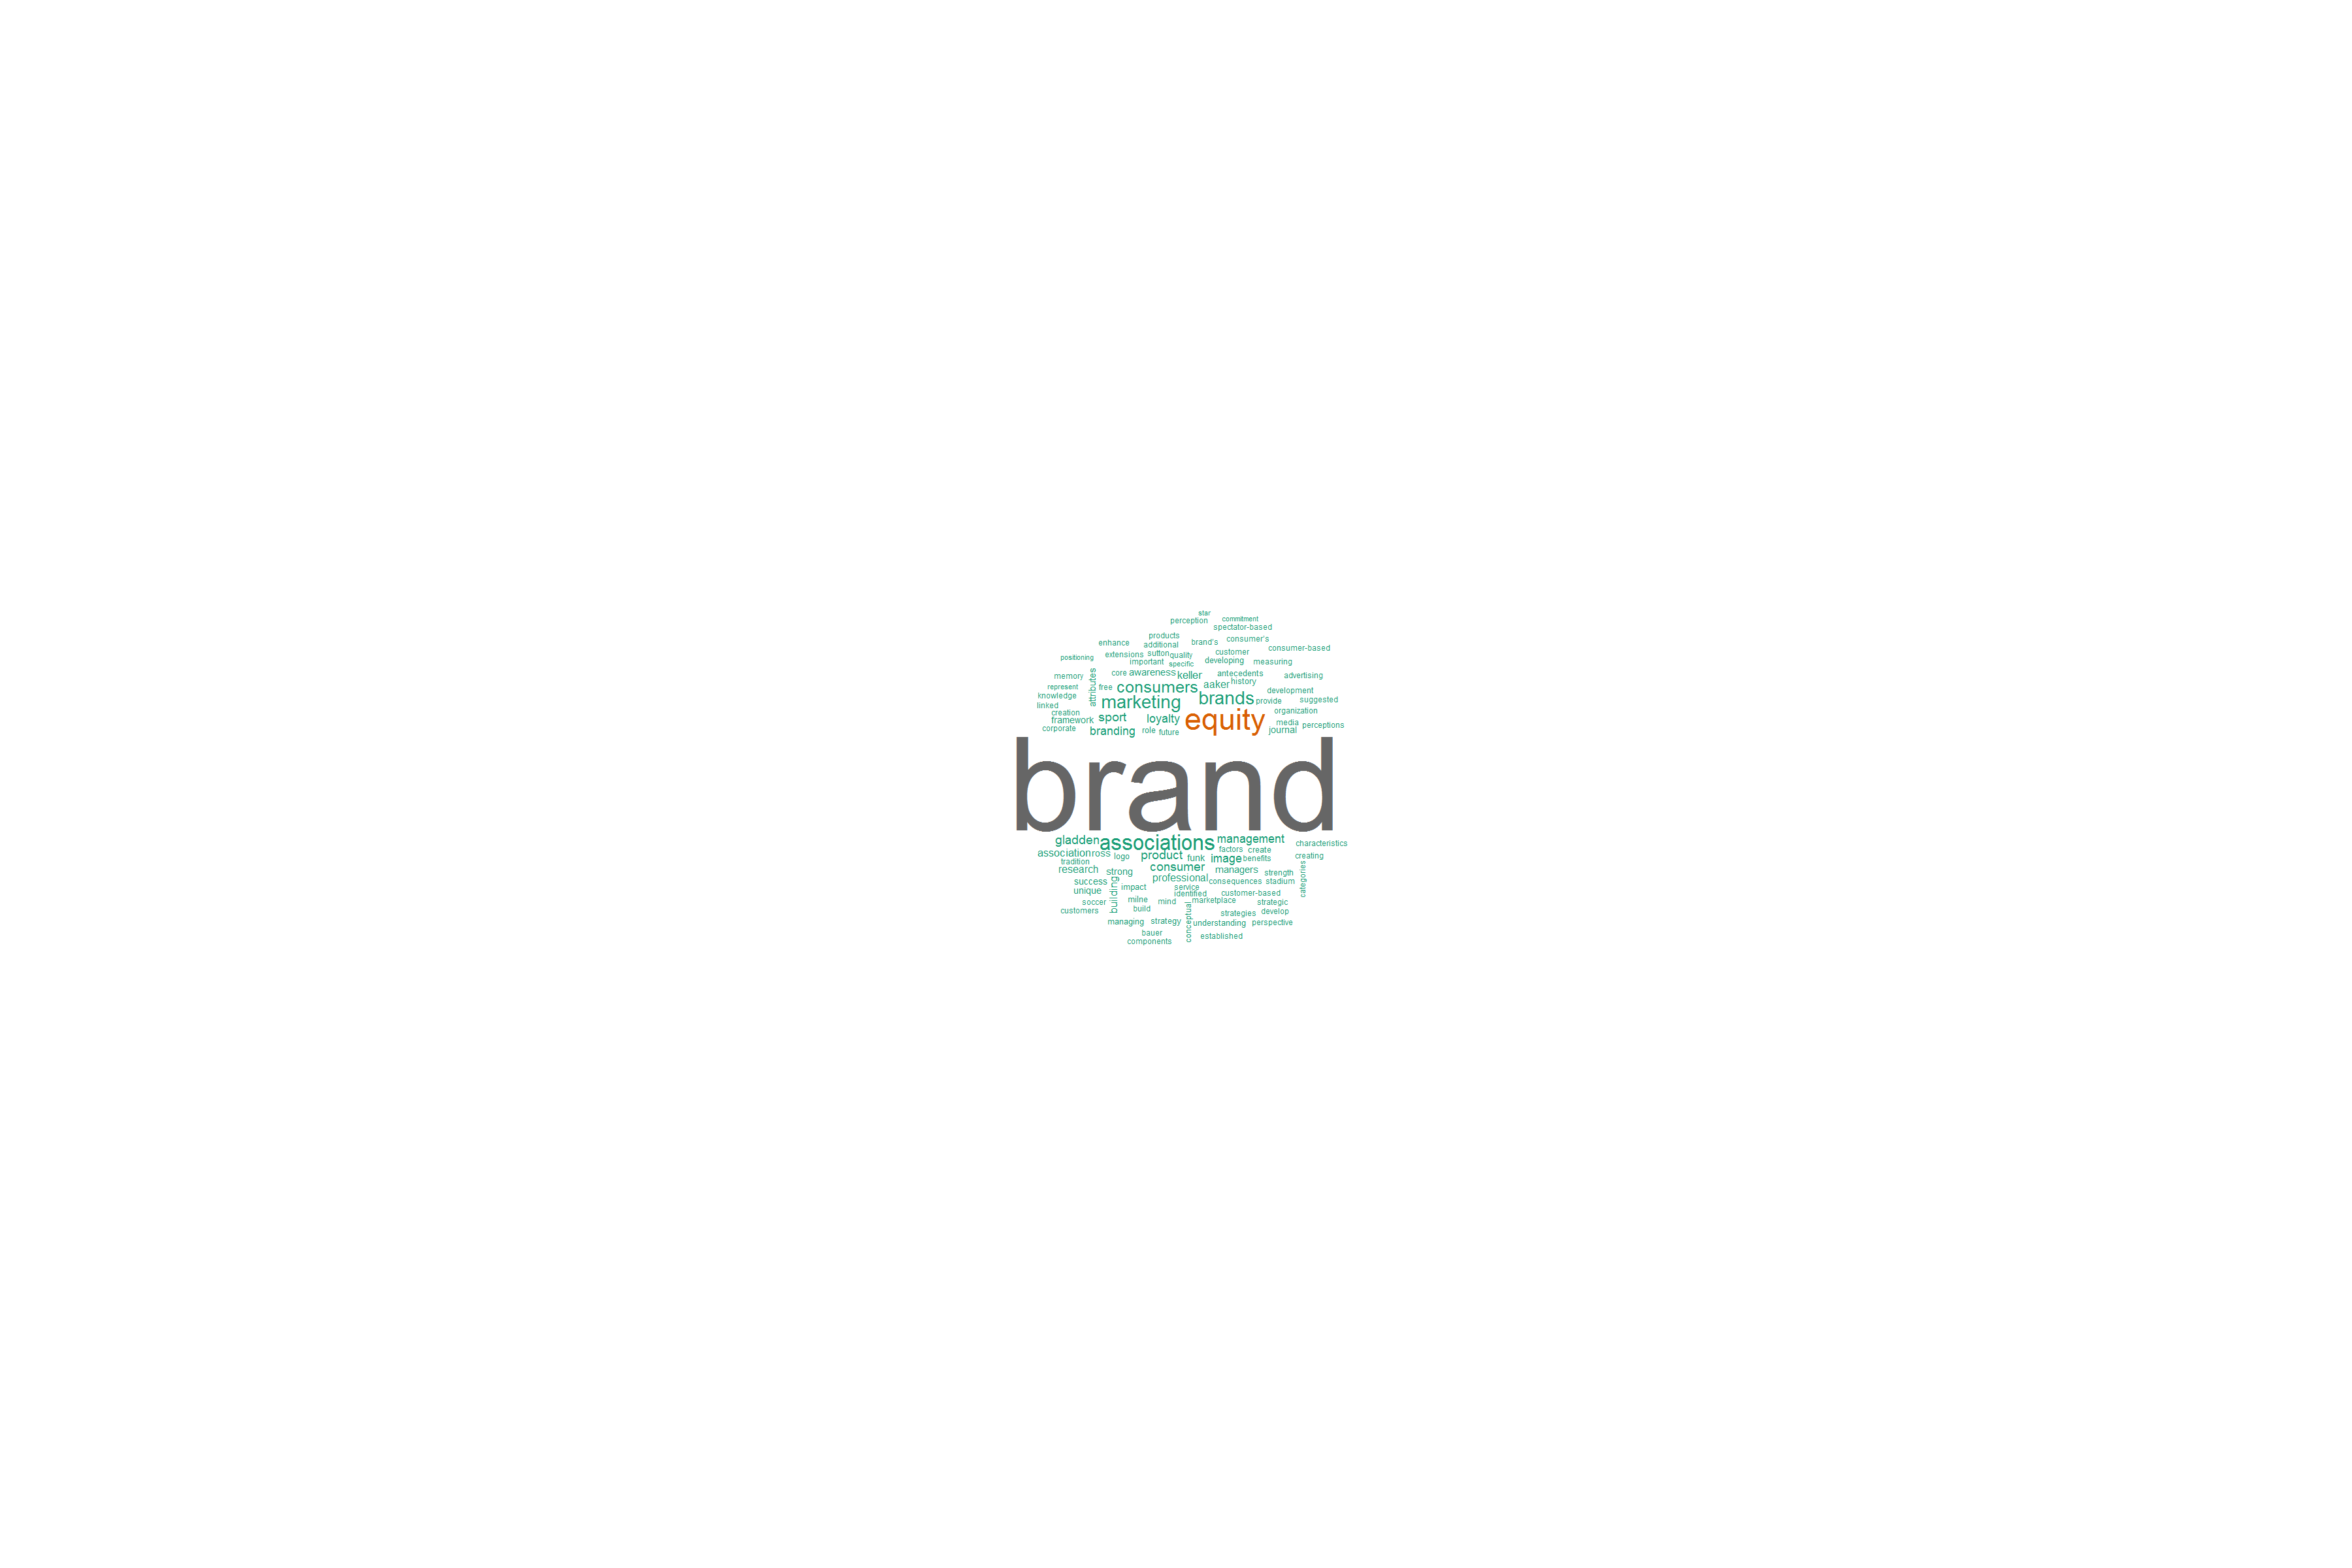 star
perception commitment
spectator-based
products
enhance additional brand's consumer's
extensions sutton quality customer consumer-based
positioning important specific developing measuring
memory attributes core awareness keller antecedents advertising
represent free consumers aaker history
knowledge marketing brands provide development suggested
linked
creation organization
framework sport loyalty equity media perceptions
corporate branding role future journal
brand
gladden associations management characteristics
association ross logo product funk image factors create creating
tradition benefits
research strong consumer managers strength categories
success building professional consequences stadium
unique impact service
identified customer-based
soccer milne mind marketplace strategic
customers build conceptual strategies develop
managing strategy understanding perspective
bauer established
components